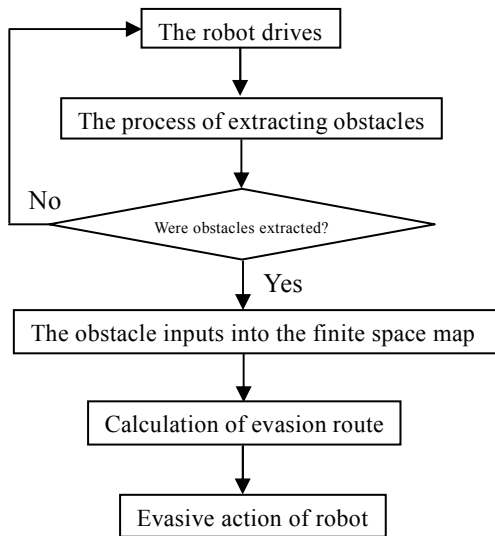 The robot drives
The process of extracting obstacles
No
Were obstacles extracted?
Yes
The obstacle inputs into the finite space map
Calculation of evasion route
Evasive action of robot